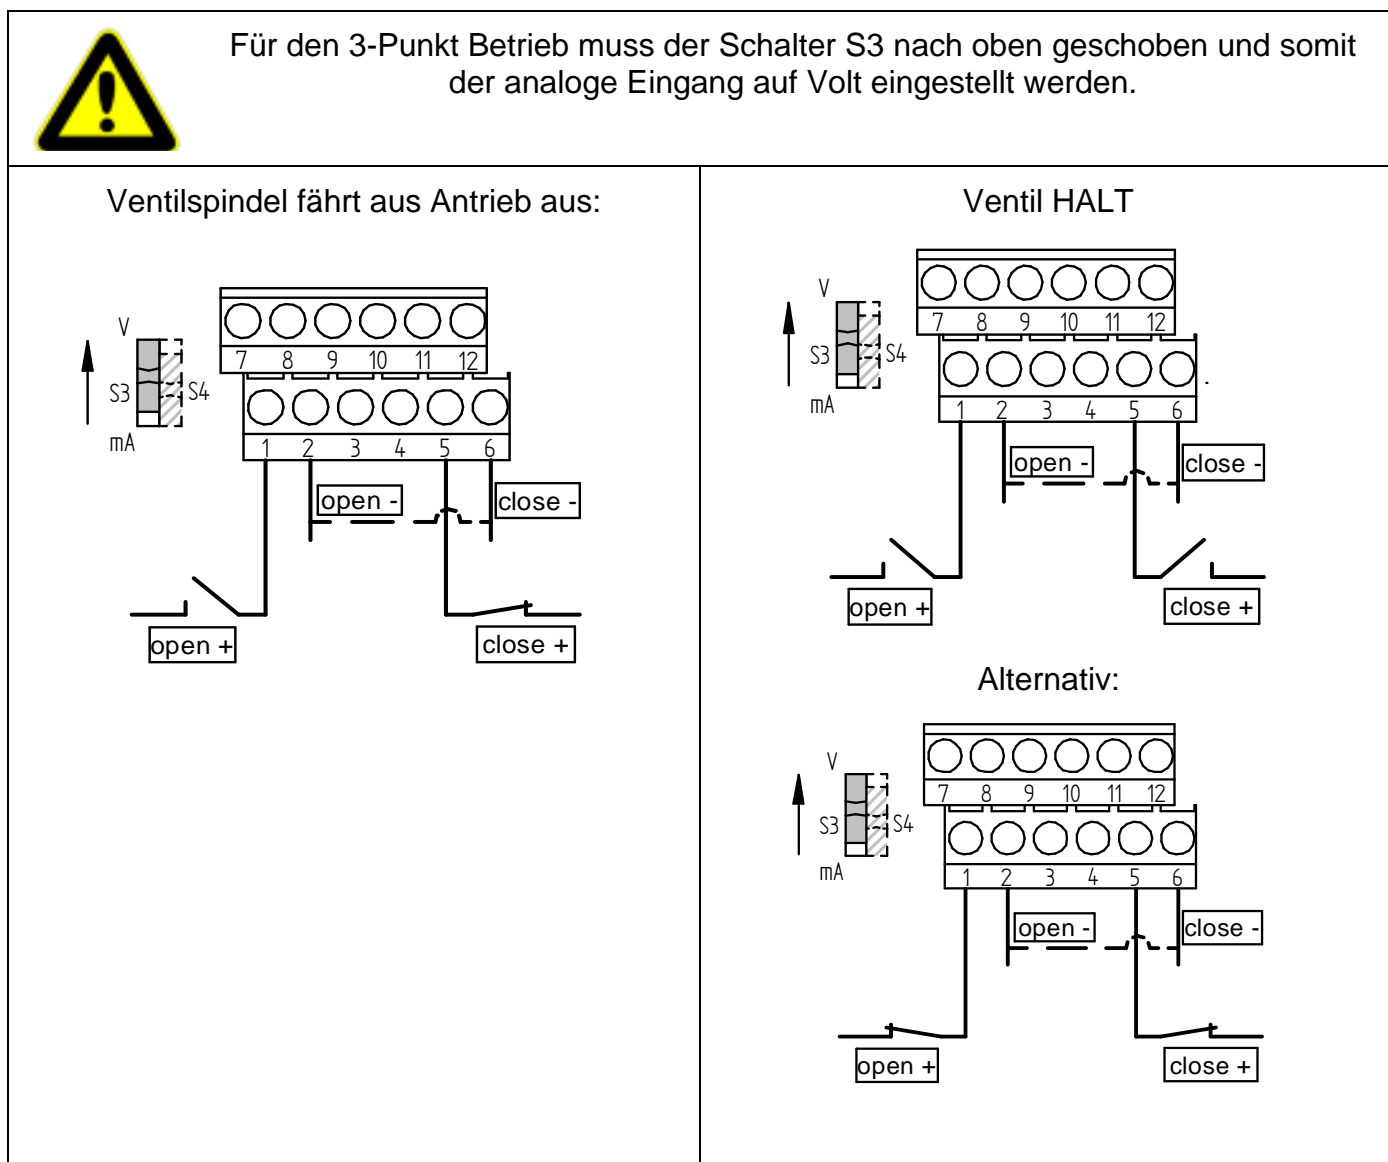 Für den 3-Punkt Betrieb muss der Schalter S3 nach oben geschoben und somit
der analoge Eingang auf Volt eingestellt werden.
Ventilspindel fährt aus Antrieb aus:
V
S3 S4
mA
7 8 9 10 11 12
1 2 3 4 5 6
open - close -
open + close +
Ventil HALT
V
S3 S4
mA
7 8 9 10 11 12
.
1 2 3 4 5 6
open - close -
open + close +
Alternativ:
V
S3 S4
mA
7 8 9 10 11 12
1 2 3 4 5 6
open - close -
open + close +